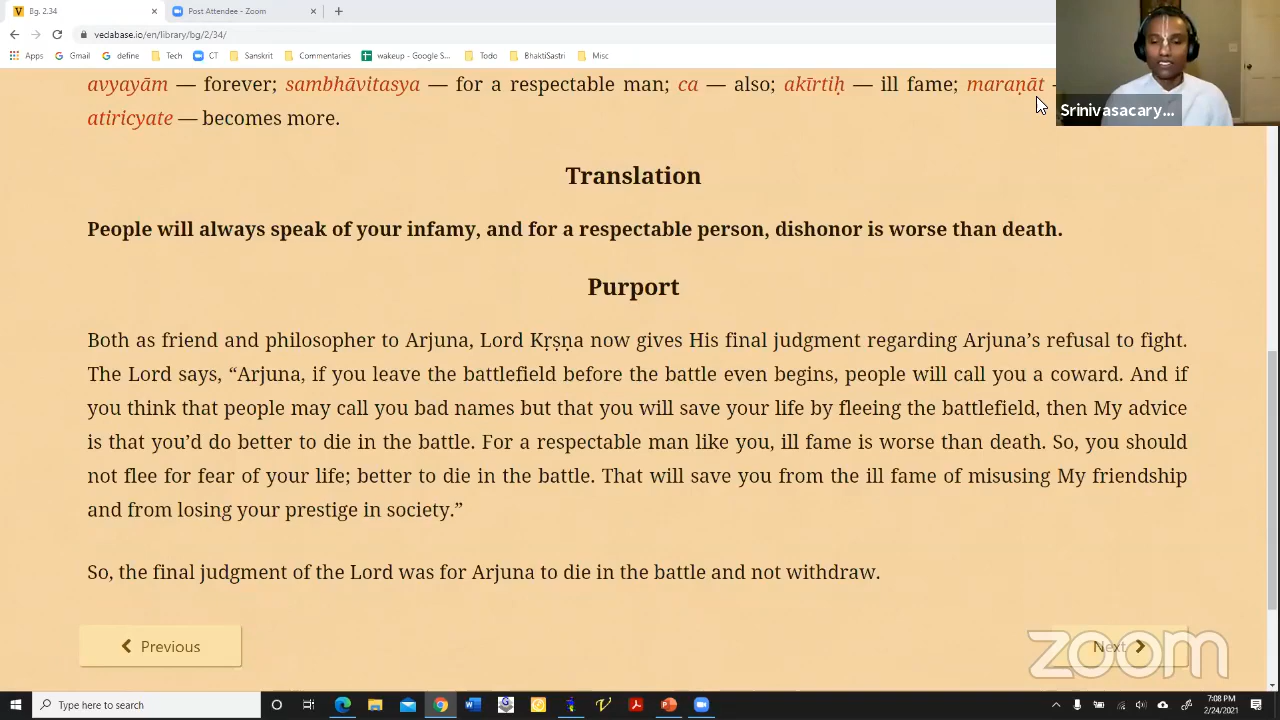 Bg. 2.34
Post Attendee - Zoom
vedabase.io/en/library/bg/2/34/
Apps Gmail define Tech CT Sanskrit Commentaries wakeup - Google S... Todo BhaktiSastri Misc
avyayām — forever; sambhāvitasya — for a respectable man; ca — also; akīrtiḥ — ill fame; maraṇāt
atiricyate — becomes more.
Srinivasacary...
Translation
People will always speak of your infamy, and for a respectable person, dishonor is worse than death.
Purport
Both as friend and philosopher to Arjuna, Lord Kṛṣṇa now gives His final judgment regarding Arjuna’s refusal to fight.
The Lord says, “Arjuna, if you leave the battlefield before the battle even begins, people will call you a coward. And if
you think that people may call you bad names but that you will save your life by fleeing the battlefield, then My advice
is that you’d do better to die in the battle. For a respectable man like you, ill fame is worse than death. So, you should
not flee for fear of your life; better to die in the battle. That will save you from the ill fame of misusing My friendship
and from losing your prestige in society.”
So, the final judgment of the Lord was for Arjuna to die in the battle and not withdraw.
Previous
Next
zoom
Type here to search
7:08 PM
2/24/2021